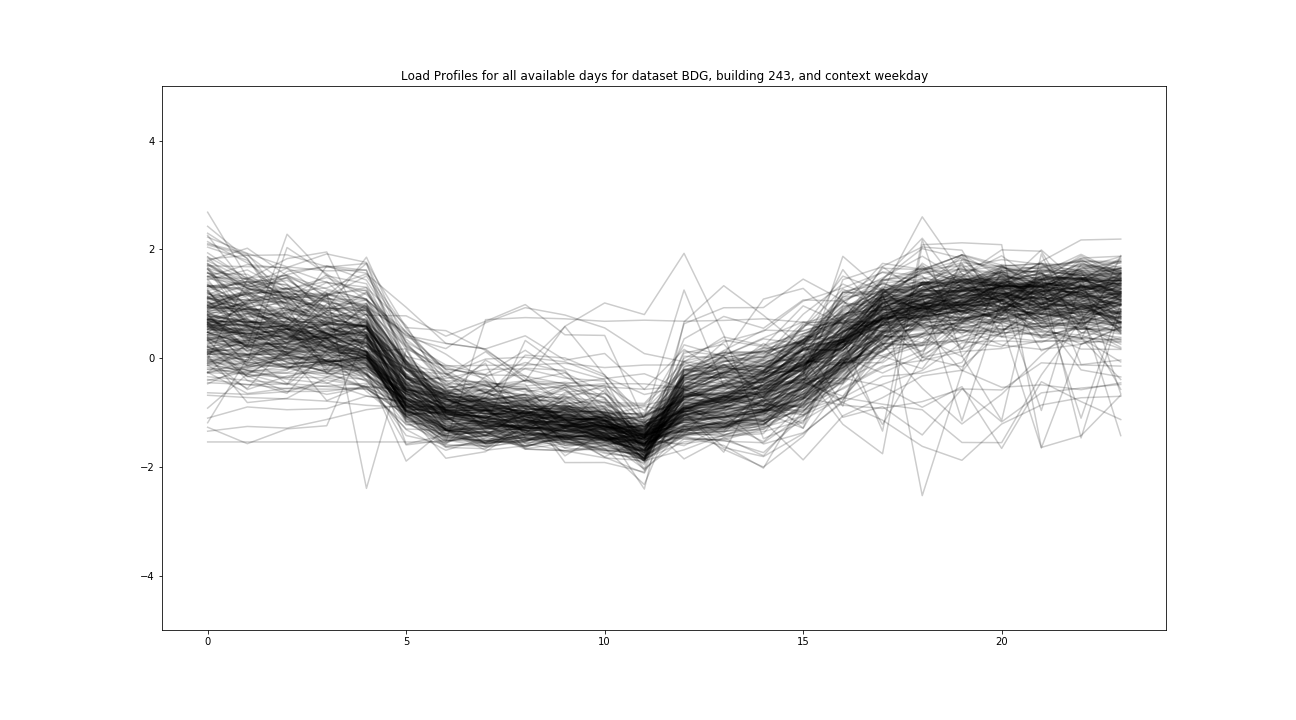 Load Profiles for all available days for dataset BDG, building 243, and context weekday
4
2
0
−2
−4
0 5 10 15 20